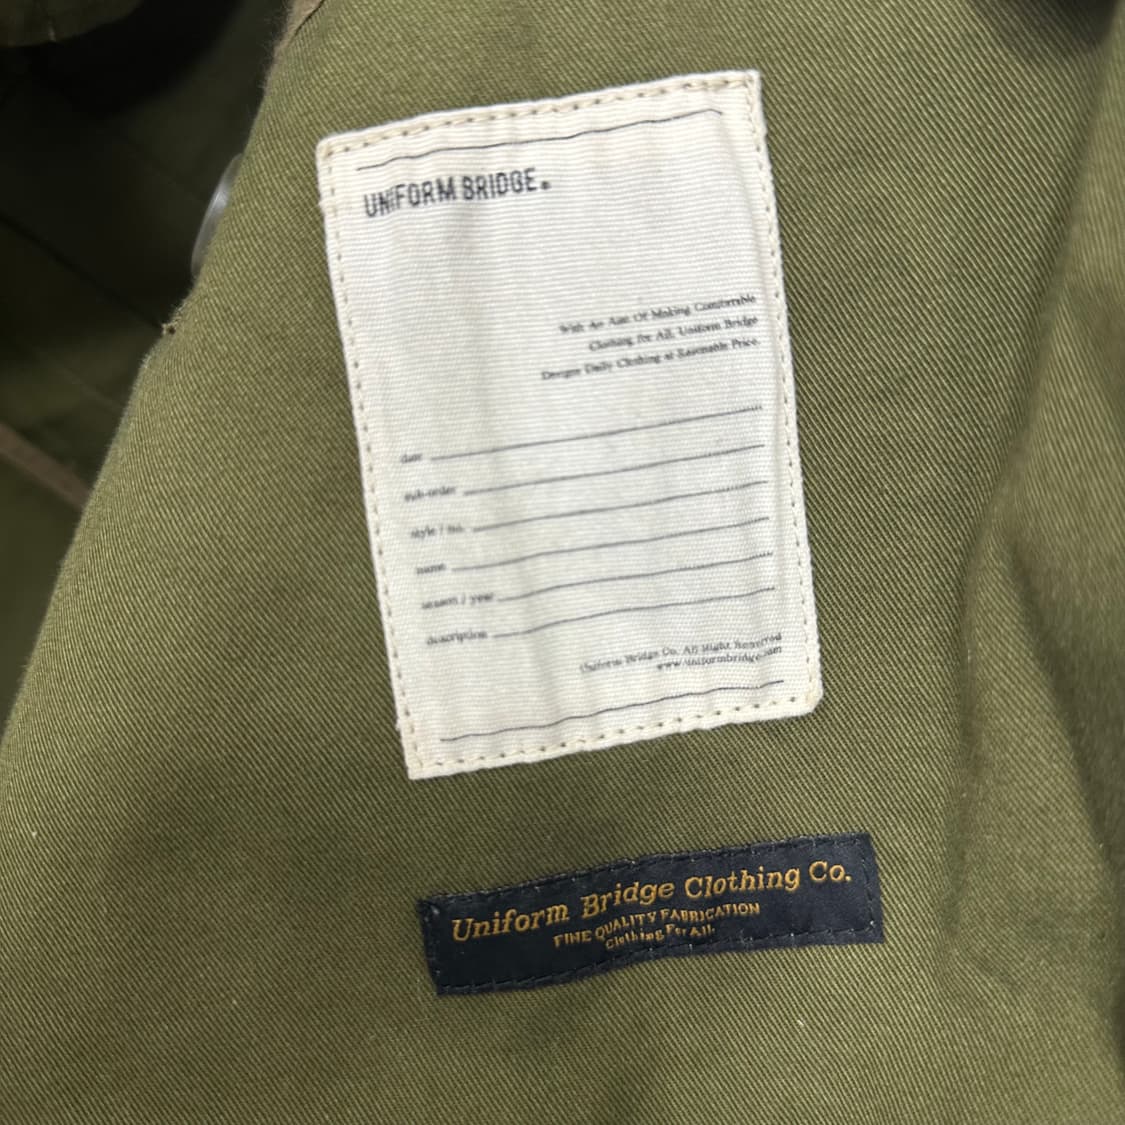 UNIFORM BRIDGE.
With An Aim Of Making Comfortable
Clothing for All, Uniform Bridge
Designs Daily Clothing at Reasonable Price.
date
sub-order
style / no.
name
season / year
description
Uniform Bridge Co. All Right Reserved
www.uniformbridge.com
Uniform Bridge Clothing Co.
FINE QUALITY FABRICATION
Clothing For All.